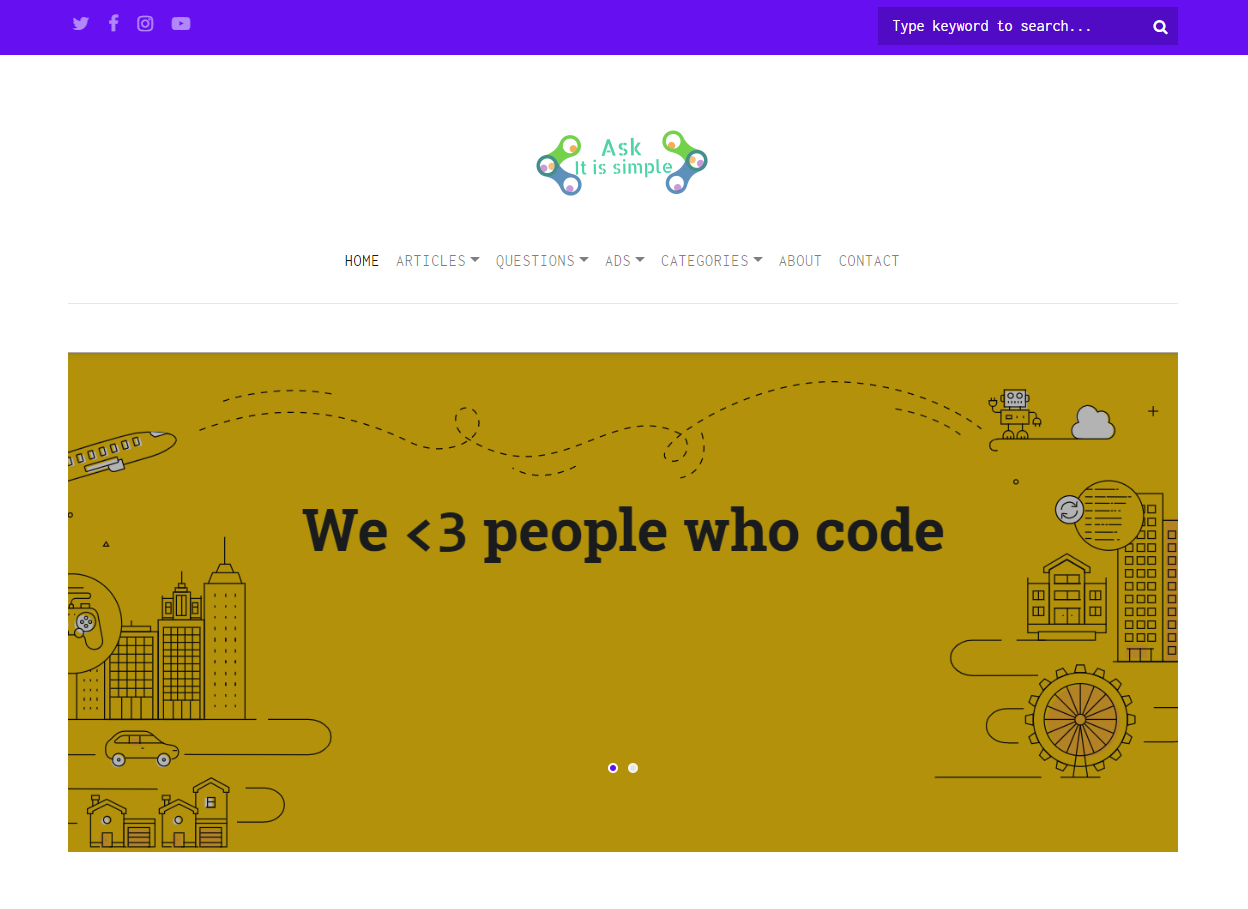 Type keyword to search...
Ask
It is simple
HOME ARTICLES QUESTIONS ADS CATEGORIES ABOUT CONTACT
We <3 people who code